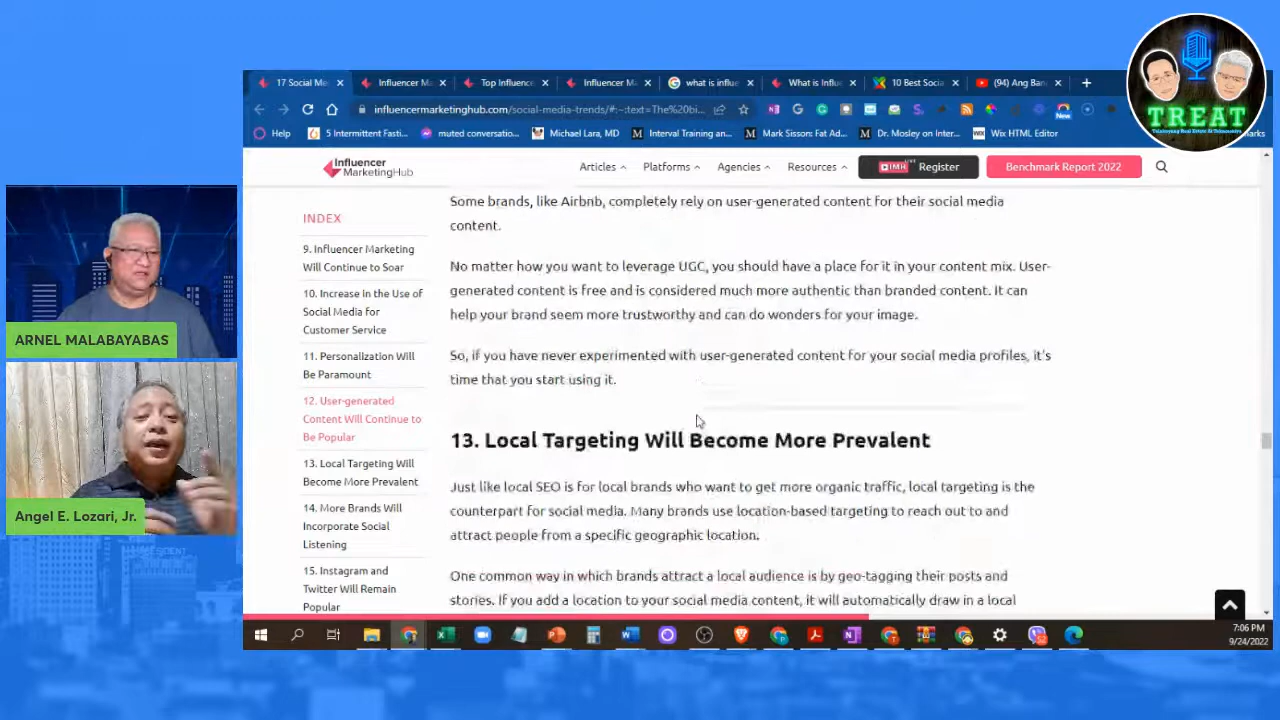 17 Social Me
Influencer M
Top Influence
Influencer M
what is influe
What is Influ
10 Best Socia
(94) Ang Ban
influencermarketinghub.com/social-media-trends/#:~:text=The%20bi...
New
Help
5 Intermittent Fasti...
muted conversatio...
Michael Lara, MD
Interval Training an...
Mark Sisson: Fat Ad...
Dr. Mosley on Inter...
Wix HTML Editor
TREAT
Influencer
MarketingHub
Articles
Platforms
Agencies
Resources
Register
Benchmark Report 2022
INDEX
9. Influencer Marketing
Will Continue to Soar
10. Increase in the Use of
Social Media for
Customer Service
11. Personalization Will
Be Paramount
12. User-generated
Content Will Continue to
Be Popular
13. Local Targeting Will
Become More Prevalent
14. More Brands Will
Incorporate Social
Listening
15. Instagram and
Twitter Will Remain
Popular
Some brands, like Airbnb, completely rely on user-generated content for their social media
content.
No matter how you want to leverage UGC, you should have a place for it in your content mix. User-
generated content is free and is considered much more authentic than branded content. It can
help your brand seem more trustworthy and can do wonders for your image.
So, if you have never experimented with user-generated content for your social media profiles, it's
time that you start using it.
13. Local Targeting Will Become More Prevalent
Just like local SEO is for local brands who want to get more organic traffic, local targeting is the
counterpart for social media. Many brands use location-based targeting to reach out to and
attract people from a specific geographic location.
One common way in which brands attract a local audience is by geo-tagging their posts and
stories. If you add a location to your social media content, it will automatically draw in a local
ARNEL MALABAYABAS
Angel E. Lozari, Jr.
7:06 PM
9/24/2022